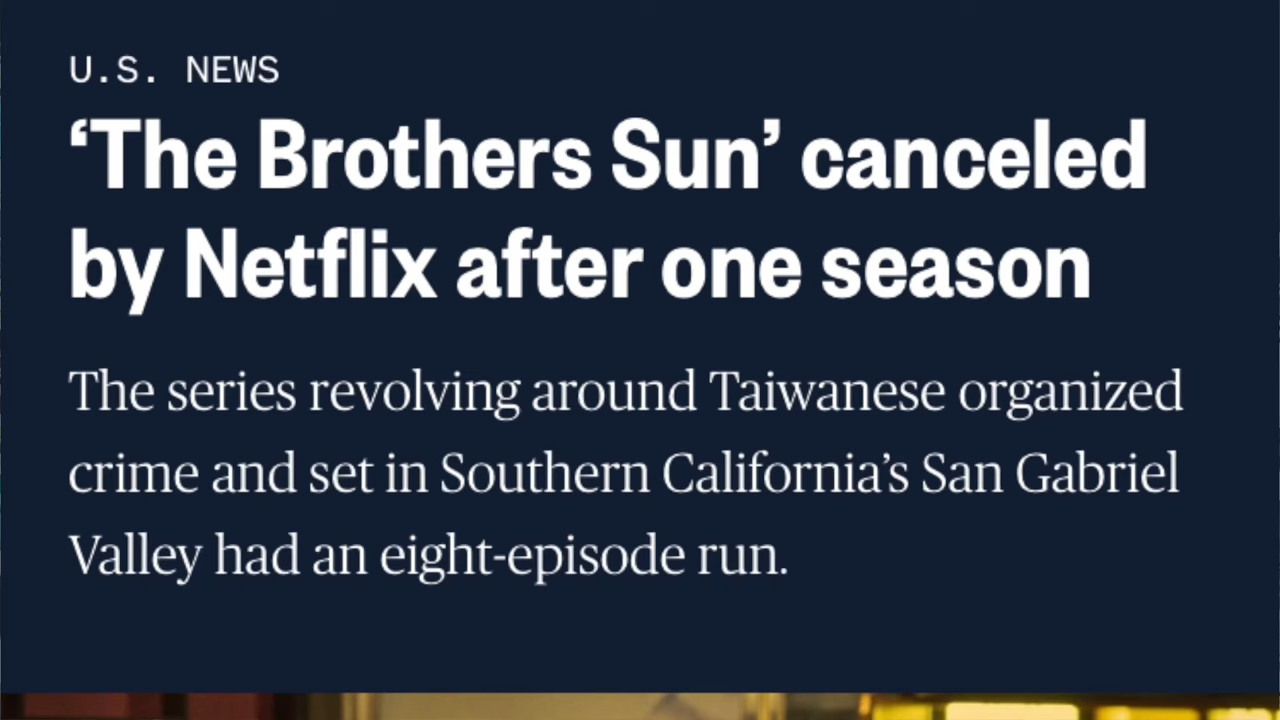 U.S. NEWS
‘The Brothers Sun’ canceled
by Netflix after one season
The series revolving around Taiwanese organized
crime and set in Southern California’s San Gabriel
Valley had an eight-episode run.